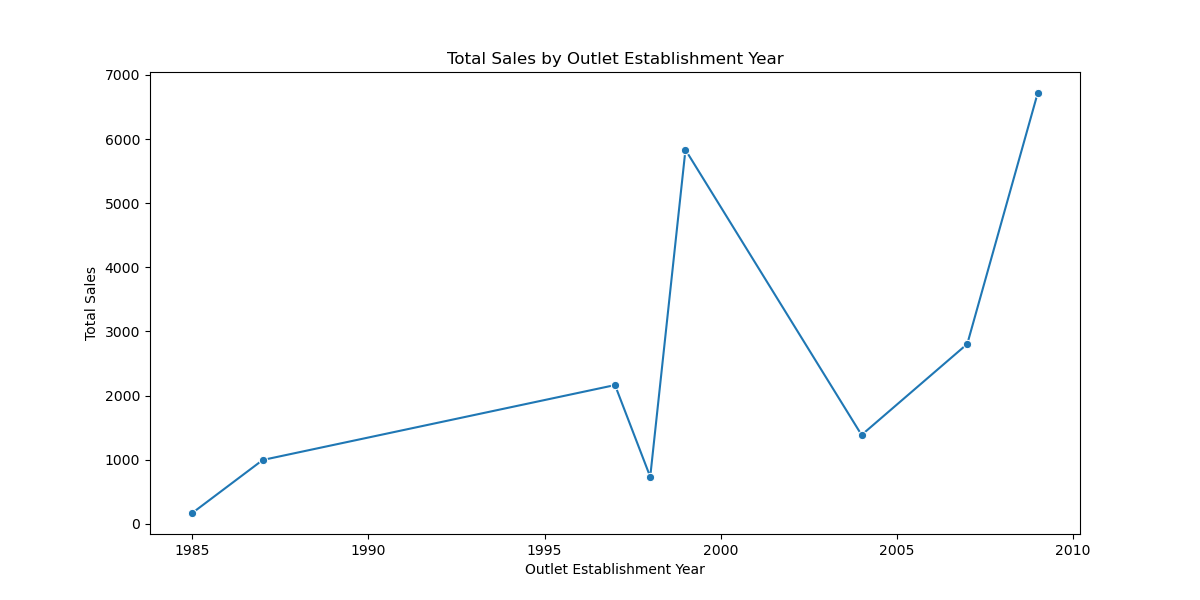 Total Sales by Outlet Establishment Year
7000
6000
5000
4000
3000
2000
1000
0
Total Sales
1985 1990 1995 2000 2005 2010
Outlet Establishment Year